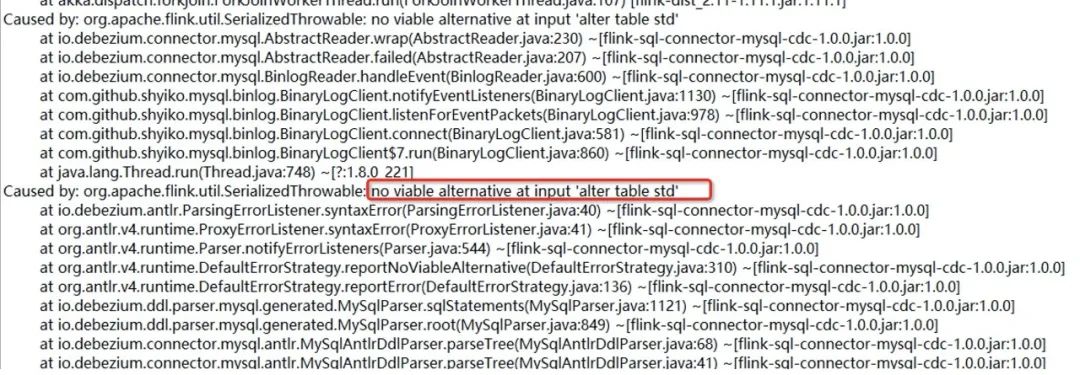 at akka.dispatch.forkjoin.ForkJoinWorkerThread.run(ForkJoinWorkerThread.java:107) [flink-dist_2.11-1.11.1.jar:1.11.1]
Caused by: org.apache.flink.util.SerializedThrowable: no viable alternative at input 'alter table std'
at io.debezium.connector.mysql.AbstractReader.wrap(AbstractReader.java:230) ~[flink-sql-connector-mysql-cdc-1.0.0.jar:1.0.0]
at io.debezium.connector.mysql.AbstractReader.failed(AbstractReader.java:207) ~[flink-sql-connector-mysql-cdc-1.0.0.jar:1.0.0]
at io.debezium.connector.mysql.BinlogReader.handleEvent(BinlogReader.java:600) ~[flink-sql-connector-mysql-cdc-1.0.0.jar:1.0.0]
at com.github.shyiko.mysql.binlog.BinaryLogClient.notifyEventListeners(BinaryLogClient.java:1130) ~[flink-sql-connector-mysql-cdc-1.0.0.jar:1.0.0]
at com.github.shyiko.mysql.binlog.BinaryLogClient.listenForEventPackets(BinaryLogClient.java:978) ~[flink-sql-connector-mysql-cdc-1.0.0.jar:1.0.0]
at com.github.shyiko.mysql.binlog.BinaryLogClient.connect(BinaryLogClient.java:581) ~[flink-sql-connector-mysql-cdc-1.0.0.jar:1.0.0]
at com.github.shyiko.mysql.binlog.BinaryLogClient$7.run(BinaryLogClient.java:860) ~[flink-sql-connector-mysql-cdc-1.0.0.jar:1.0.0]
at java.lang.Thread.run(Thread.java:748) ~[?:1.8.0_221]
Caused by: org.apache.flink.util.SerializedThrowable: no viable alternative at input 'alter table std'
at io.debezium.antlr.ParsingErrorListener.syntaxError(ParsingErrorListener.java:40) ~[flink-sql-connector-mysql-cdc-1.0.0.jar:1.0.0]
at org.antlr.v4.runtime.ProxyErrorListener.syntaxError(ProxyErrorListener.java:41) ~[flink-sql-connector-mysql-cdc-1.0.0.jar:1.0.0]
at org.antlr.v4.runtime.Parser.notifyErrorListeners(Parser.java:544) ~[flink-sql-connector-mysql-cdc-1.0.0.jar:1.0.0]
at org.antlr.v4.runtime.DefaultErrorStrategy.reportNoViableAlternative(DefaultErrorStrategy.java:310) ~[flink-sql-connector-mysql-cdc-1.0.0.jar:1.0.0]
at org.antlr.v4.runtime.DefaultErrorStrategy.reportError(DefaultErrorStrategy.java:136) ~[flink-sql-connector-mysql-cdc-1.0.0.jar:1.0.0]
at io.debezium.ddl.parser.mysql.generated.MySqlParser.sqlStatements(MySqlParser.java:1121) ~[flink-sql-connector-mysql-cdc-1.0.0.jar:1.0.0]
at io.debezium.ddl.parser.mysql.generated.MySqlParser.root(MySqlParser.java:849) ~[flink-sql-connector-mysql-cdc-1.0.0.jar:1.0.0]
at io.debezium.connector.mysql.antlr.MySqlAntlrDdlParser.parseTree(MySqlAntlrDdlParser.java:68) ~[flink-sql-connector-mysql-cdc-1.0.0.jar:1.0.0]
at io.debezium.connector.mysql.antlr.MySqlAntlrDdlParser.parseTree(MySqlAntlrDdlParser.java:41) ~[flink-sql-connector-mysql-cdc-1.0.0.jar:1.0.0]